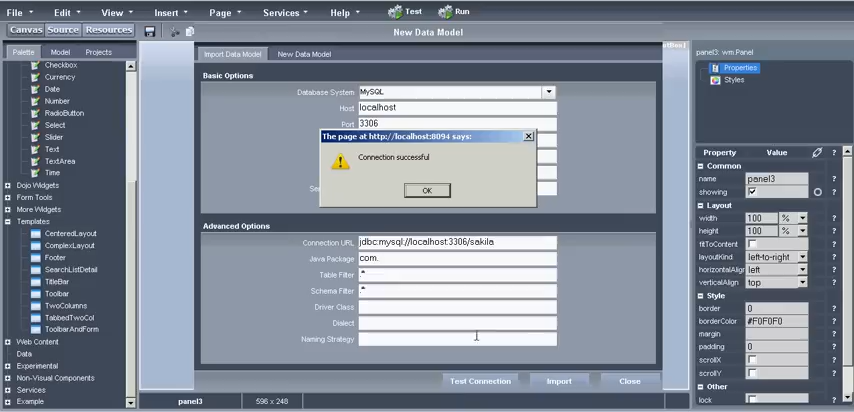 File Edit View Insert Page Services Help Test Run
Canvas Source Resources
New Data Model
Palette Model Projects
Checkbox
Currency
Date
Number
RadioButton
Select
Slider
Text
TextArea
Time
Dojo Widgets
Form Tools
More Widgets
Templates
CenteredLayout
ComplexLayout
Footer
SearchListDetail
TitleBar
Toolbar
TwoColumns
TabbedTwoCol
ToolbarAndForm
Web Content
Data
Experimental
Non-Visual Components
Services
Example
Import Data Model New Data Model
Basic Options
Database System MySQL
Host localhost
Port 3306
The page at http://localhost:8094 says:
Connection successful
OK
Advanced Options
Connection URL jdbc:mysql://localhost:3306/sakila
Java Package com.
Table Filter .*
Schema Filter .*
Driver Class
Dialect
Naming Strategy
Test Connection Import Close
panel3 598 x 248
panel3: wm.Panel
Properties
Styles
Property Value ?
Common
name panel3 ?
showing ?
Layout
width 100 % ?
height 100 % ?
fitToContent ?
layoutKind left-to-right ?
horizontalAlign left ?
verticalAlign top ?
Style
border 0 ?
borderColor #F0F0F0 ?
margin ?
padding 0 ?
scrollX ?
scrollY ?
Other
lock ?